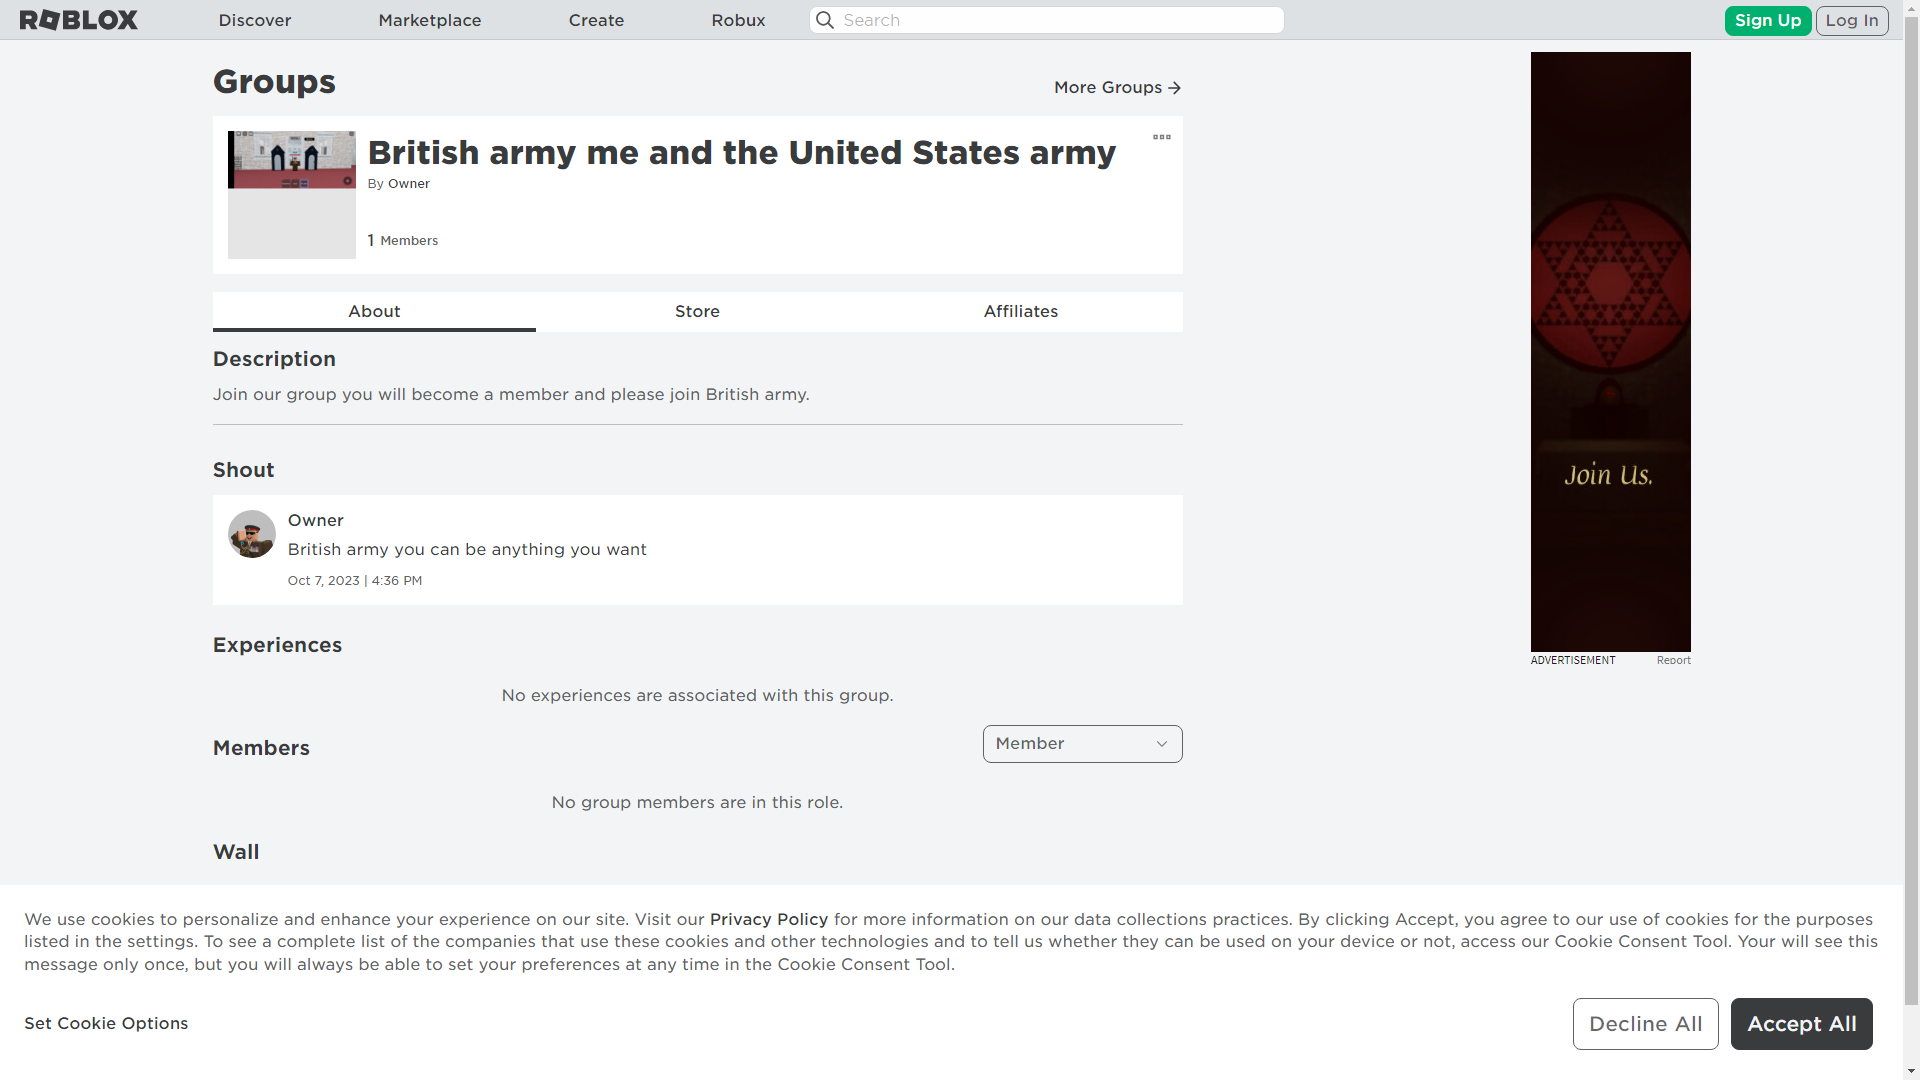 ROBLOX
Discover
Marketplace
Create
Robux
Search
Sign Up
Log In
Groups
More Groups
British army me and the United States army
By Owner
1 Members
About
Store
Affiliates
Description
Join our group you will become a member and please join British army.
Shout
Owner
British army you can be anything you want
Oct 7, 2023 | 4:36 PM
Experiences
No experiences are associated with this group.
Members
Member
No group members are in this role.
Wall
Join Us.
ADVERTISEMENT
Report
We use cookies to personalize and enhance your experience on our site. Visit our Privacy Policy for more information on our data collections practices. By clicking Accept, you agree to our use of cookies for the purposes
listed in the settings. To see a complete list of the companies that use these cookies and other technologies and to tell us whether they can be used on your device or not, access our Cookie Consent Tool. Your will see this
message only once, but you will always be able to set your preferences at any time in the Cookie Consent Tool.
Set Cookie Options
Decline All
Accept All